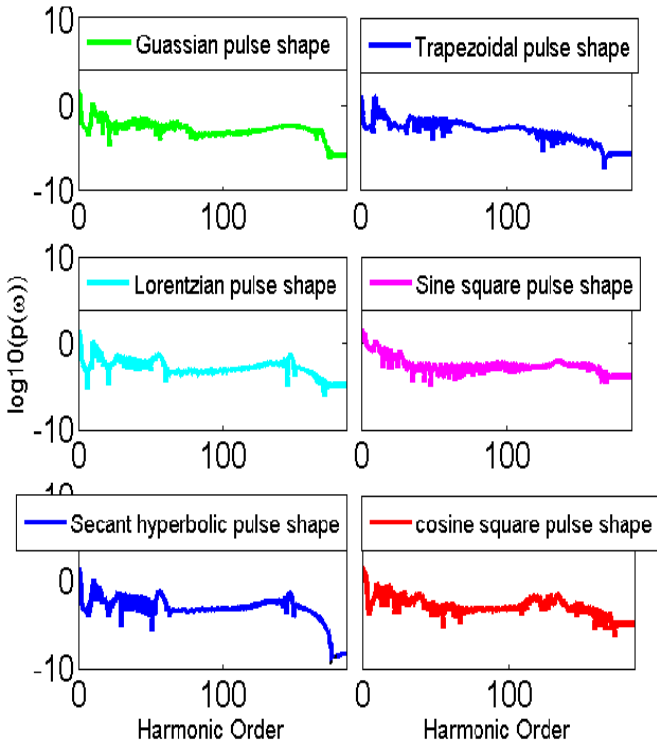 10
Guassian pulse shape
Trapezoidal pulse shape
0
-10
0 100
0 100
10
Lorentzian pulse shape
Sine square pulse shape
0
-10
0 100
0 100
log10(p(ω))
Secant hyperbolic pulse shape
cosine square pulse shape
0
-10
0 100
0 100
Harmonic Order
Harmonic Order